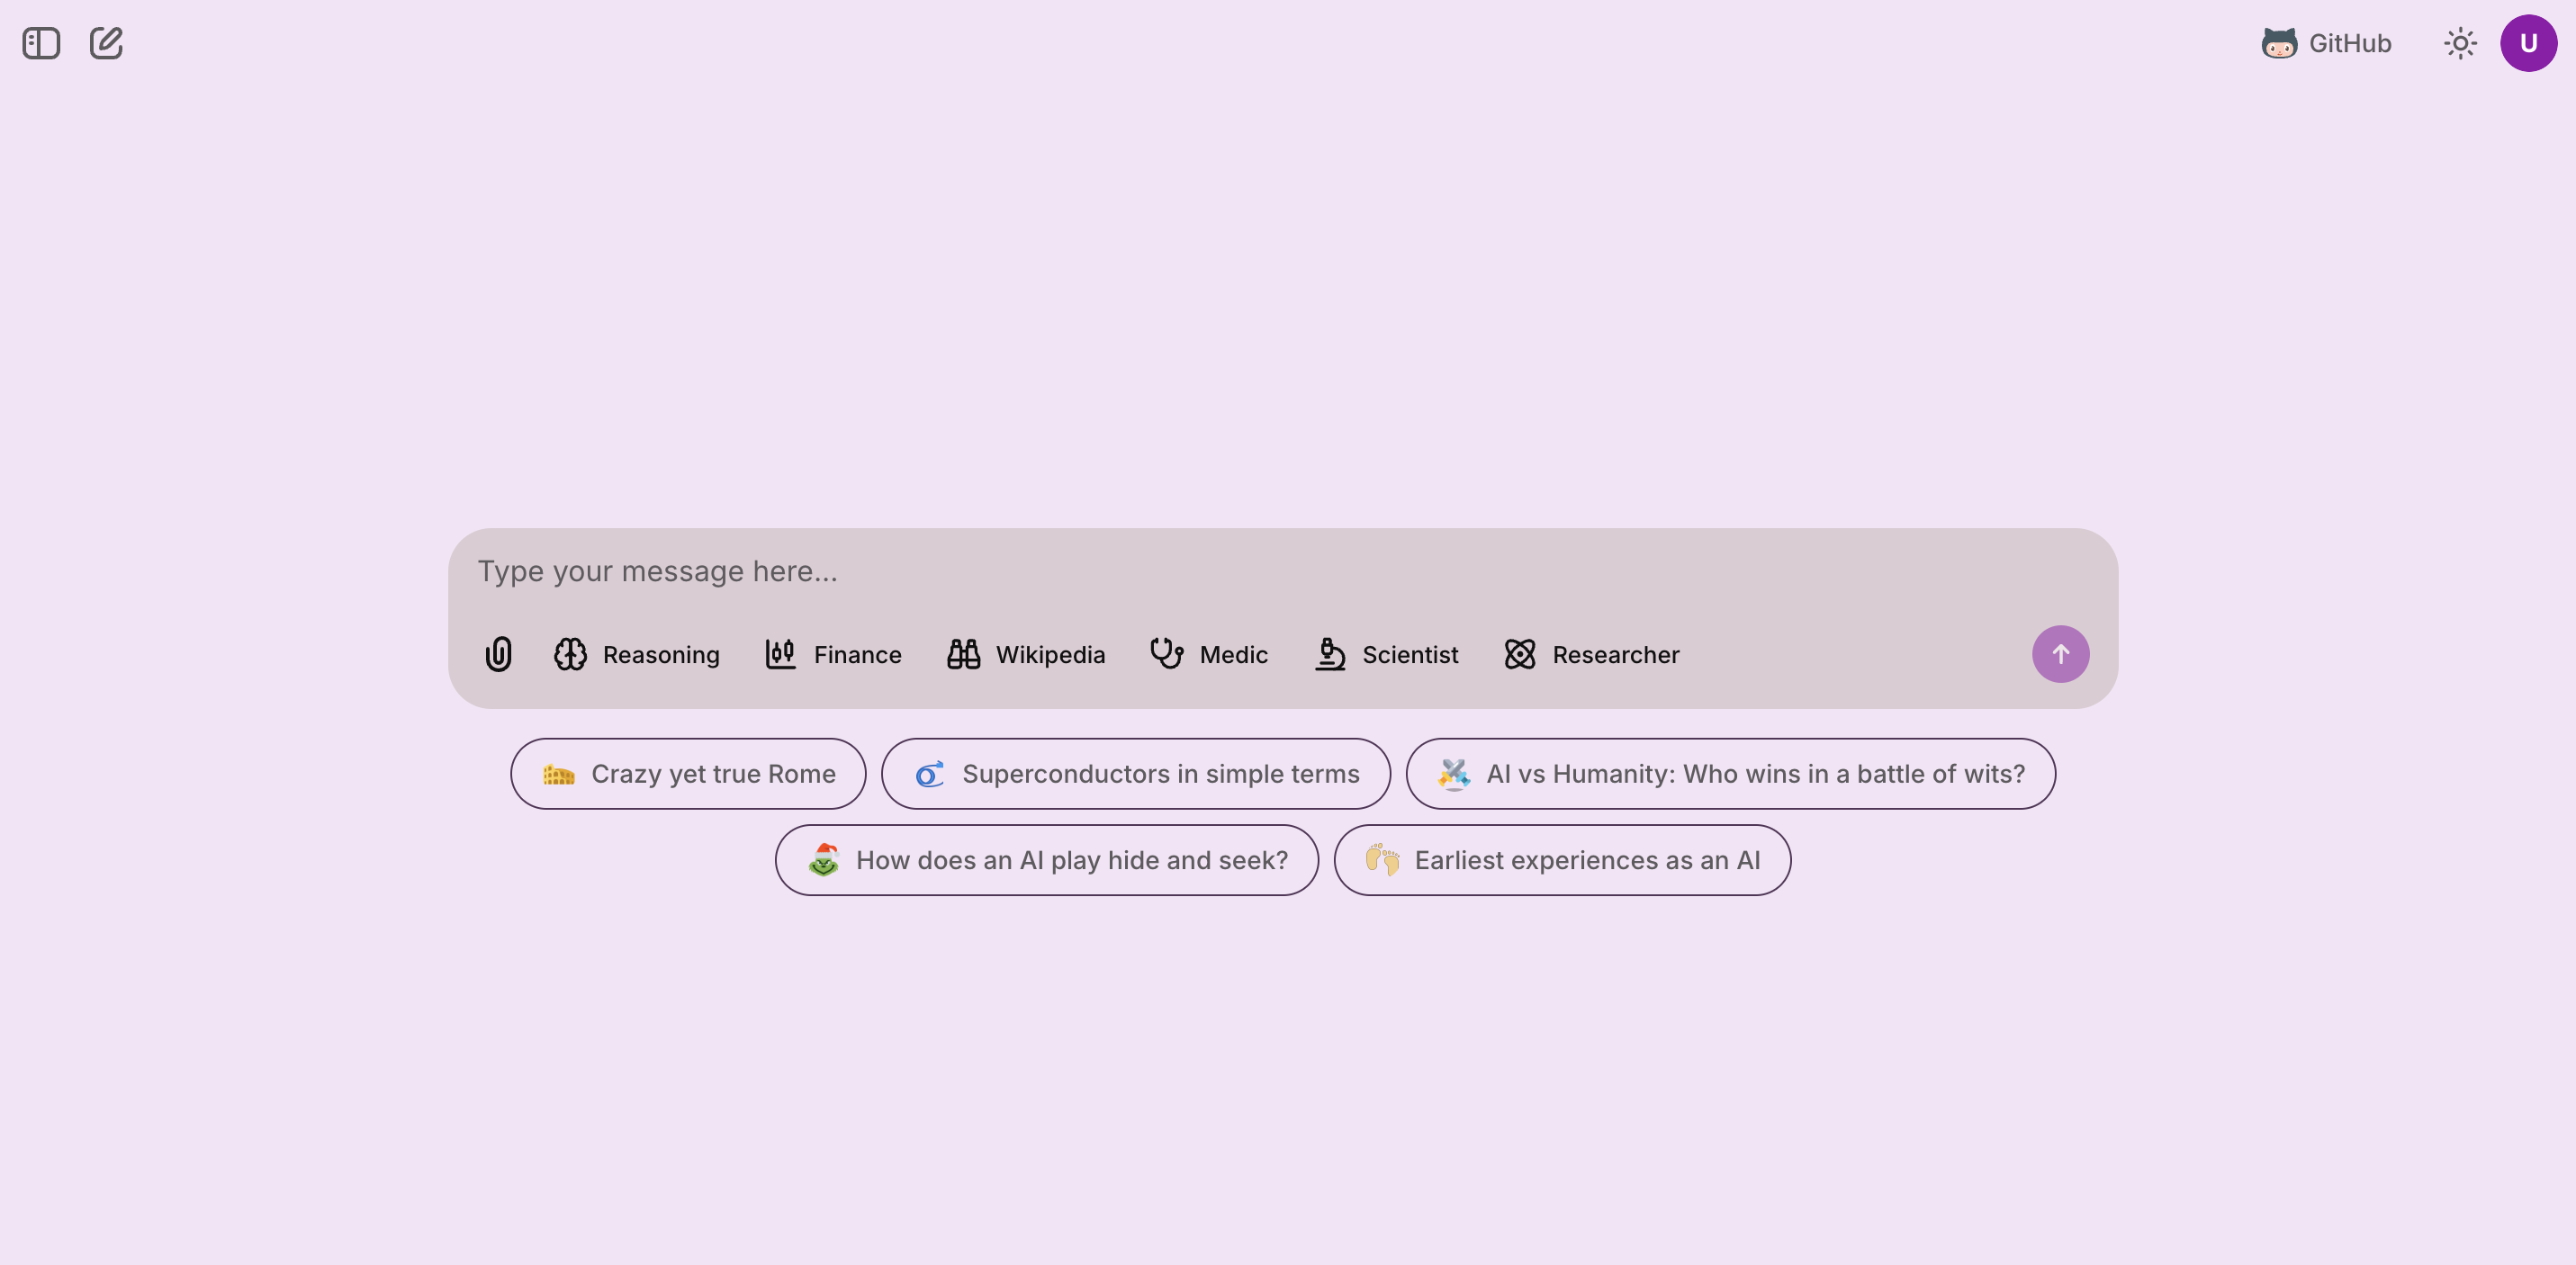 GitHub
U
Type your message here...
Reasoning Finance Wikipedia Medic Scientist Researcher
Crazy yet true Rome
Superconductors in simple terms
AI vs Humanity: Who wins in a battle of wits?
How does an AI play hide and seek?
Earliest experiences as an AI